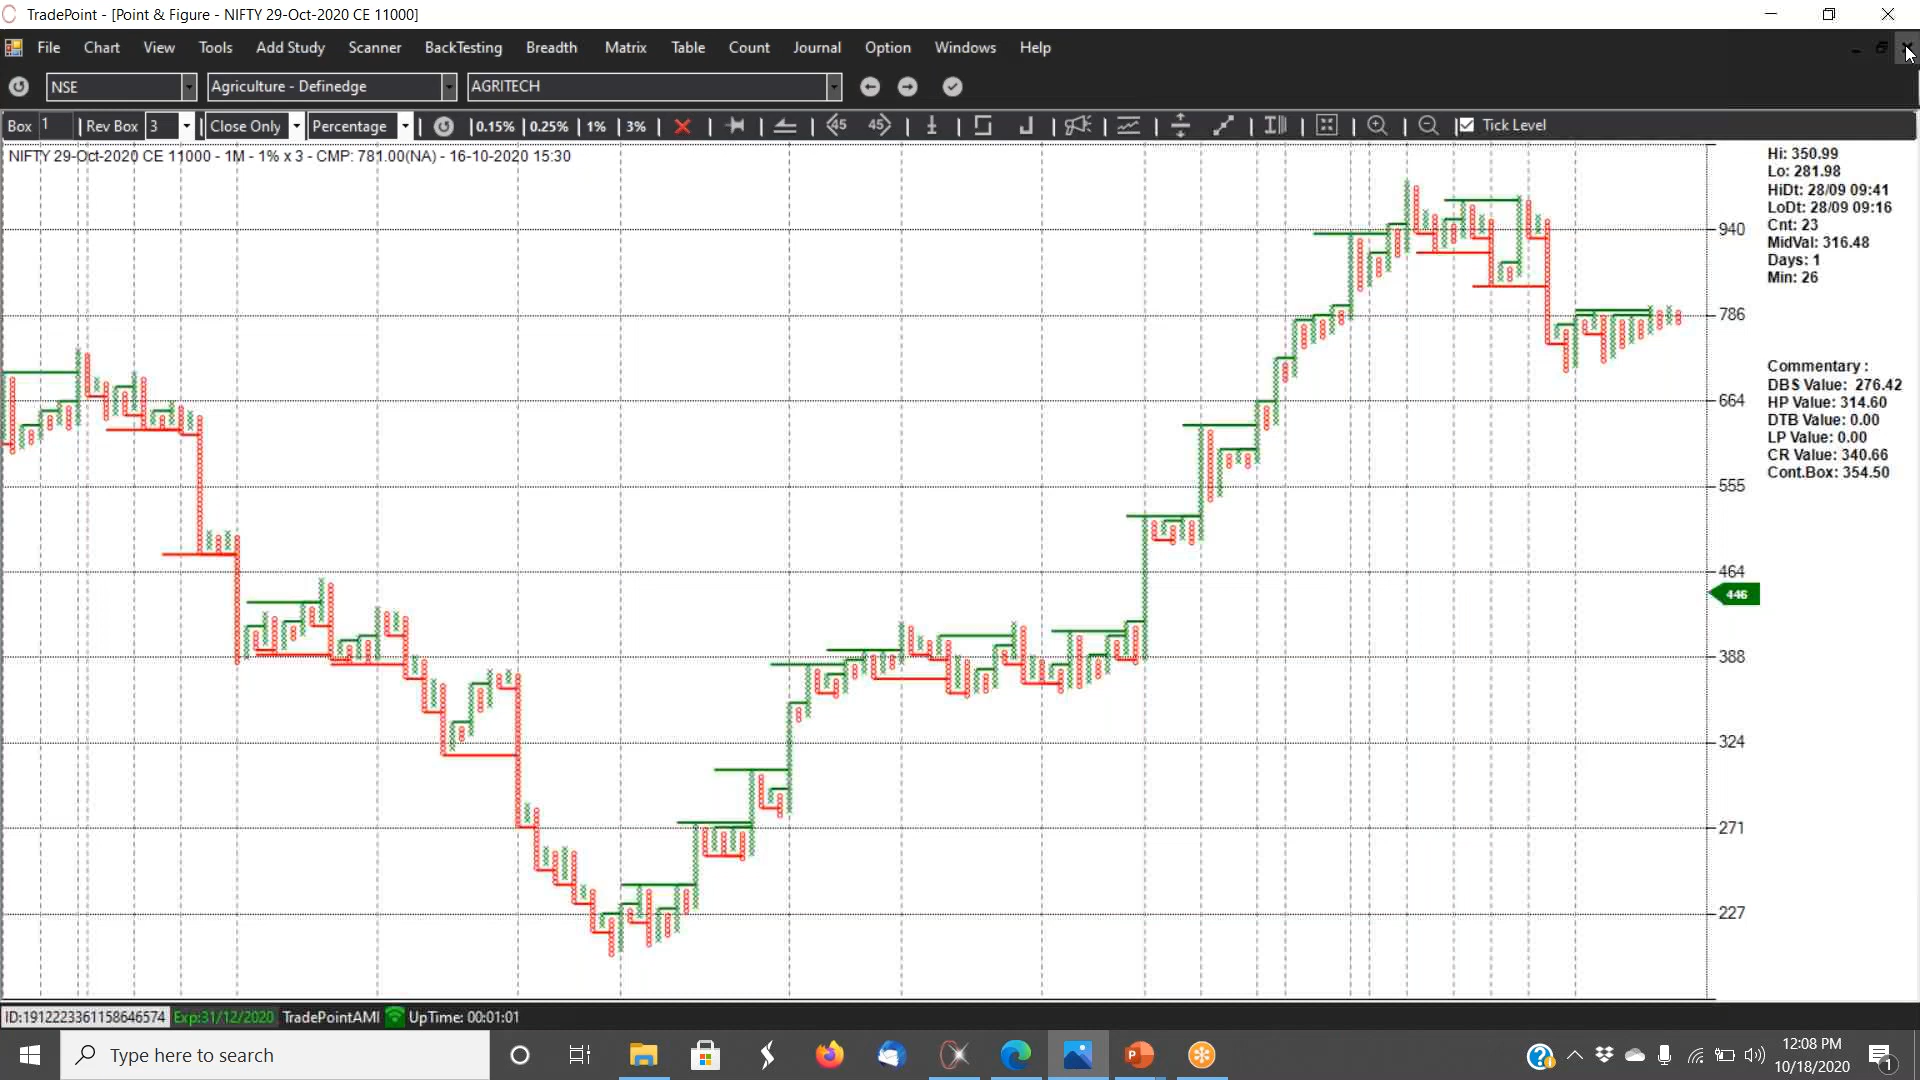 TradePoint - [Point & Figure - NIFTY 29-Oct-2020 CE 11000]
File Chart View Tools Add Study Scanner BackTesting Breadth Matrix Table Count Journal Option Windows Help
NSE Agriculture - Definedge AGRITECH
Box 1 Rev Box 3 Close Only Percentage 0.15% 0.25% 1% 3% 45 45 Tick Level
NIFTY 29-Oct-2020 CE 11000 - 1M - 1% x 3 - CMP: 781.00(NA) - 16-10-2020 15:30
Hi: 350.99
Lo: 281.98
HiDt: 28/09 09:41
LoDt: 28/09 09:16
Cnt: 23
MidVal: 316.48
Days: 1
Min: 26
Commentary :
DBS Value: 276.42
HP Value: 314.60
DTB Value: 0.00
LP Value: 0.00
CR Value: 340.66
Cont.Box: 354.50
940
786
664
555
464
446
388
324
271
227
ID:1912223361158646574 Exp:31/12/2020 TradePointAMI UpTime: 00:01:01
Type here to search
12:08 PM
10/18/2020
1